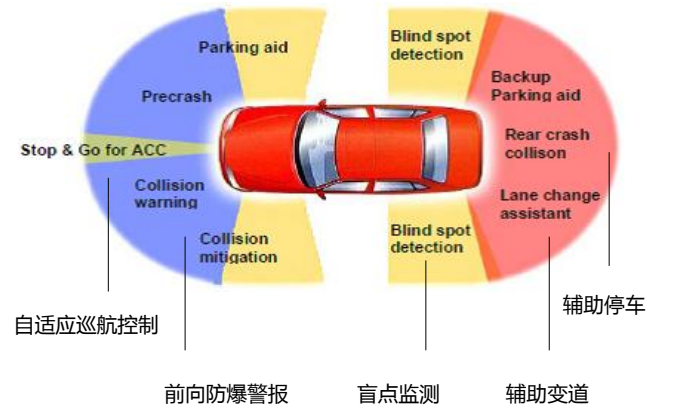 Parking aid
Blind spot
detection
Precrash
Backup
Parking aid
Stop & Go for ACC
Rear crash
collison
Collision
warning
Lane change
assistant
Collision
mitigation
Blind spot
detection
自适应巡航控制
辅助停车
前向防爆警报
盲点监测
辅助变道